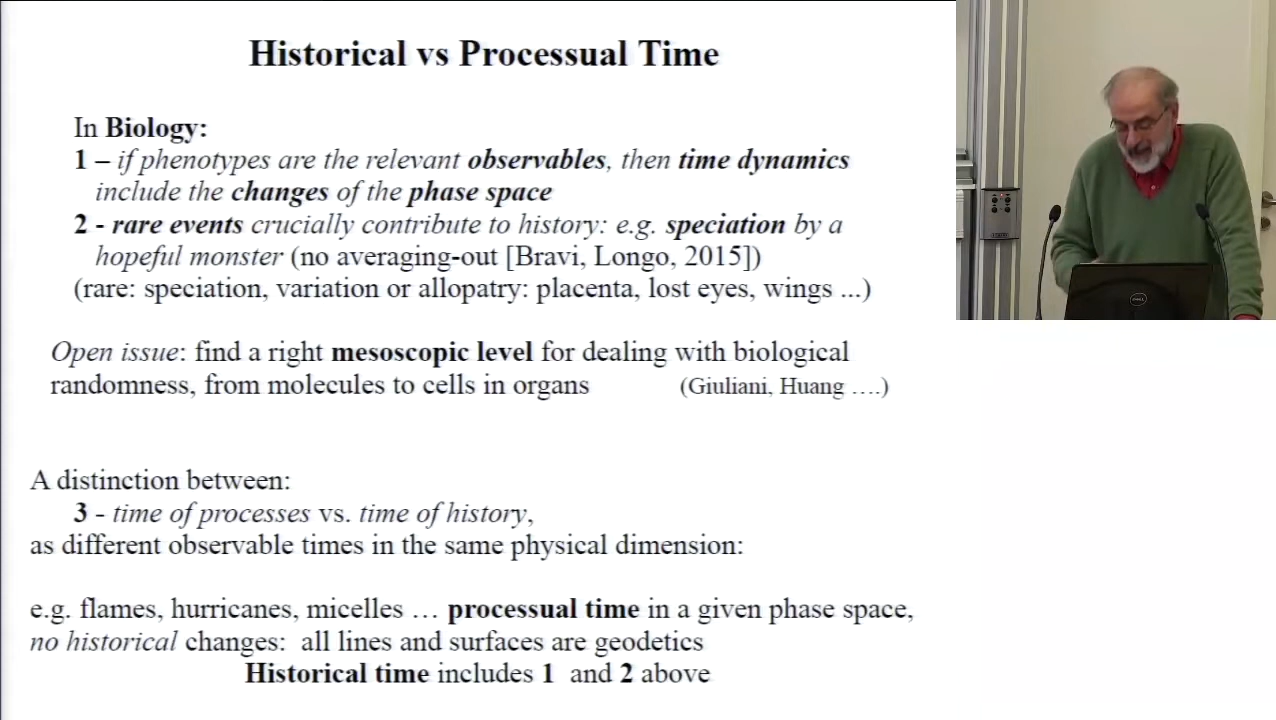 Historical vs Processual Time
In Biology:
1 – if phenotypes are the relevant observables, then time dynamics
include the changes of the phase space
2 - rare events crucially contribute to history: e.g. speciation by a
hopeful monster (no averaging-out [Bravi, Longo, 2015])
(rare: speciation, variation or allopatry: placenta, lost eyes, wings ...)
Open issue: find a right mesoscopic level for dealing with biological
randomness, from molecules to cells in organs (Giuliani, Huang ....)
A distinction between:
3 - time of processes vs. time of history,
as different observable times in the same physical dimension:
e.g. flames, hurricanes, micelles … processual time in a given phase space,
no historical changes: all lines and surfaces are geodetics
Historical time includes 1 and 2 above
DELL